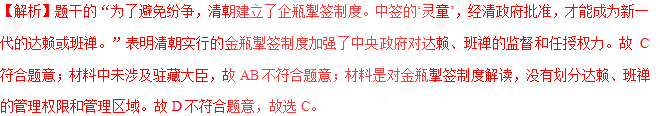 【解析】题干的“为了避免纷争，清朝建立了企瓶掣签制度。中签的‘灵童’，经清政府批准，才能成为新一
代的达赖或班禅。”表明清朝实行的金瓶掣签制度加强了中央政府对达赖、班禅的监督和任授权力。故 C
符合题意；材料中未涉及驻藏大臣，故 AB 不符合题意；材料是对金瓶掣签制度解读，没有划分达赖、班禅
的管理权限和管理区域。故 D 不符合题意，故选 C。